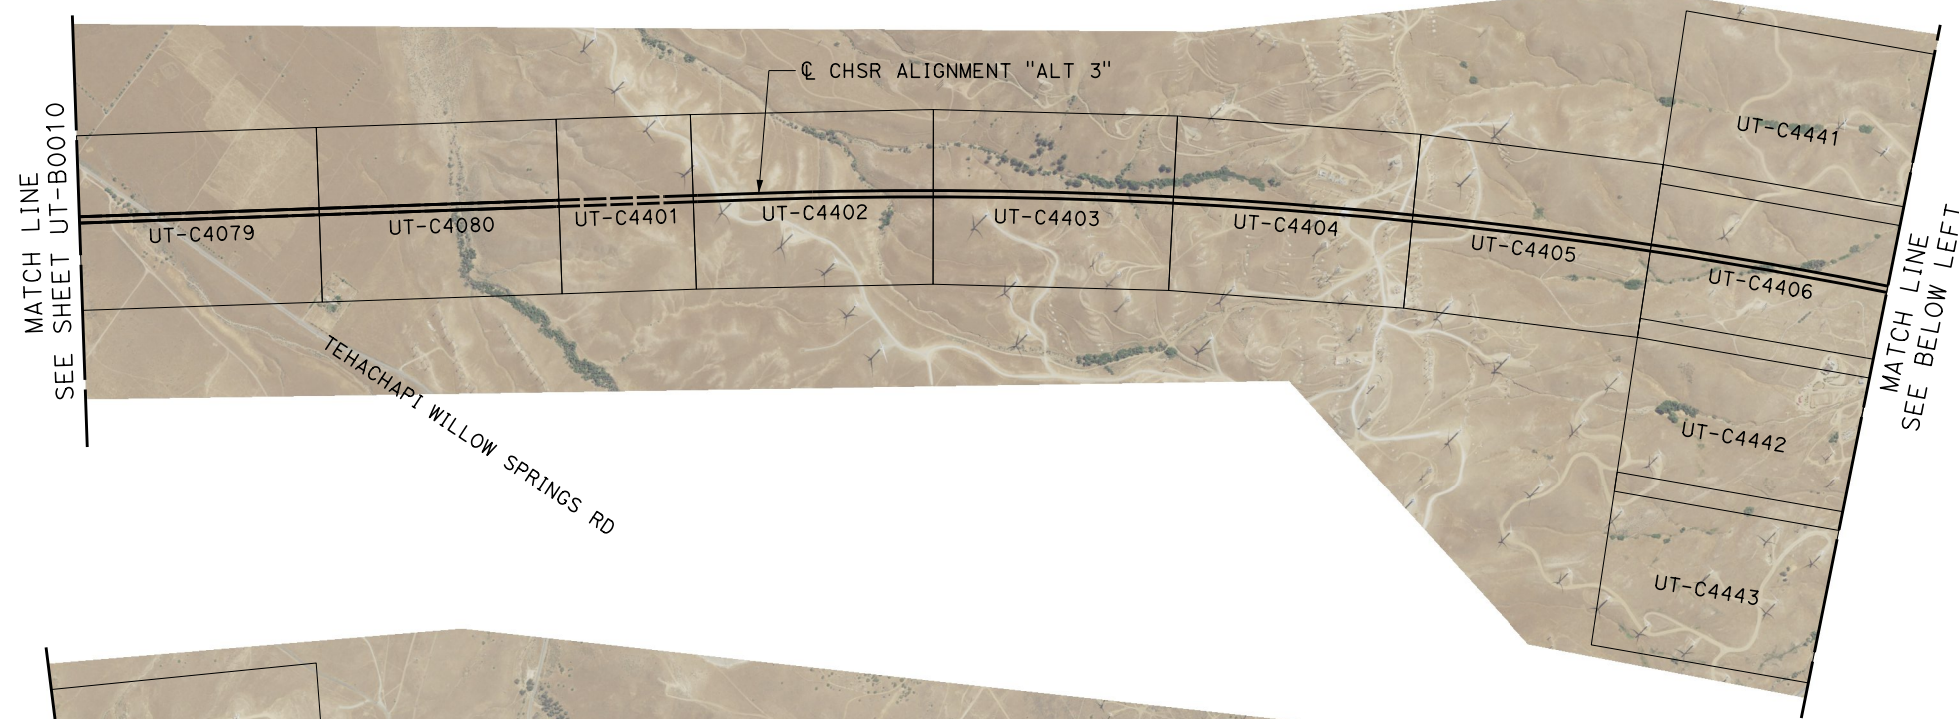 ℄ CHSR ALIGNMENT "ALT 3"
MATCH LINE
SEE SHEET UT-B0010
UT-C4079
UT-C4080
UT-C4401
UT-C4402
UT-C4403
UT-C4404
UT-C4405
UT-C4406
UT-C4441
UT-C4442
UT-C4443
TEHACHAPI WILLOW SPRINGS RD
MATCH LINE
SEE BELOW LEFT